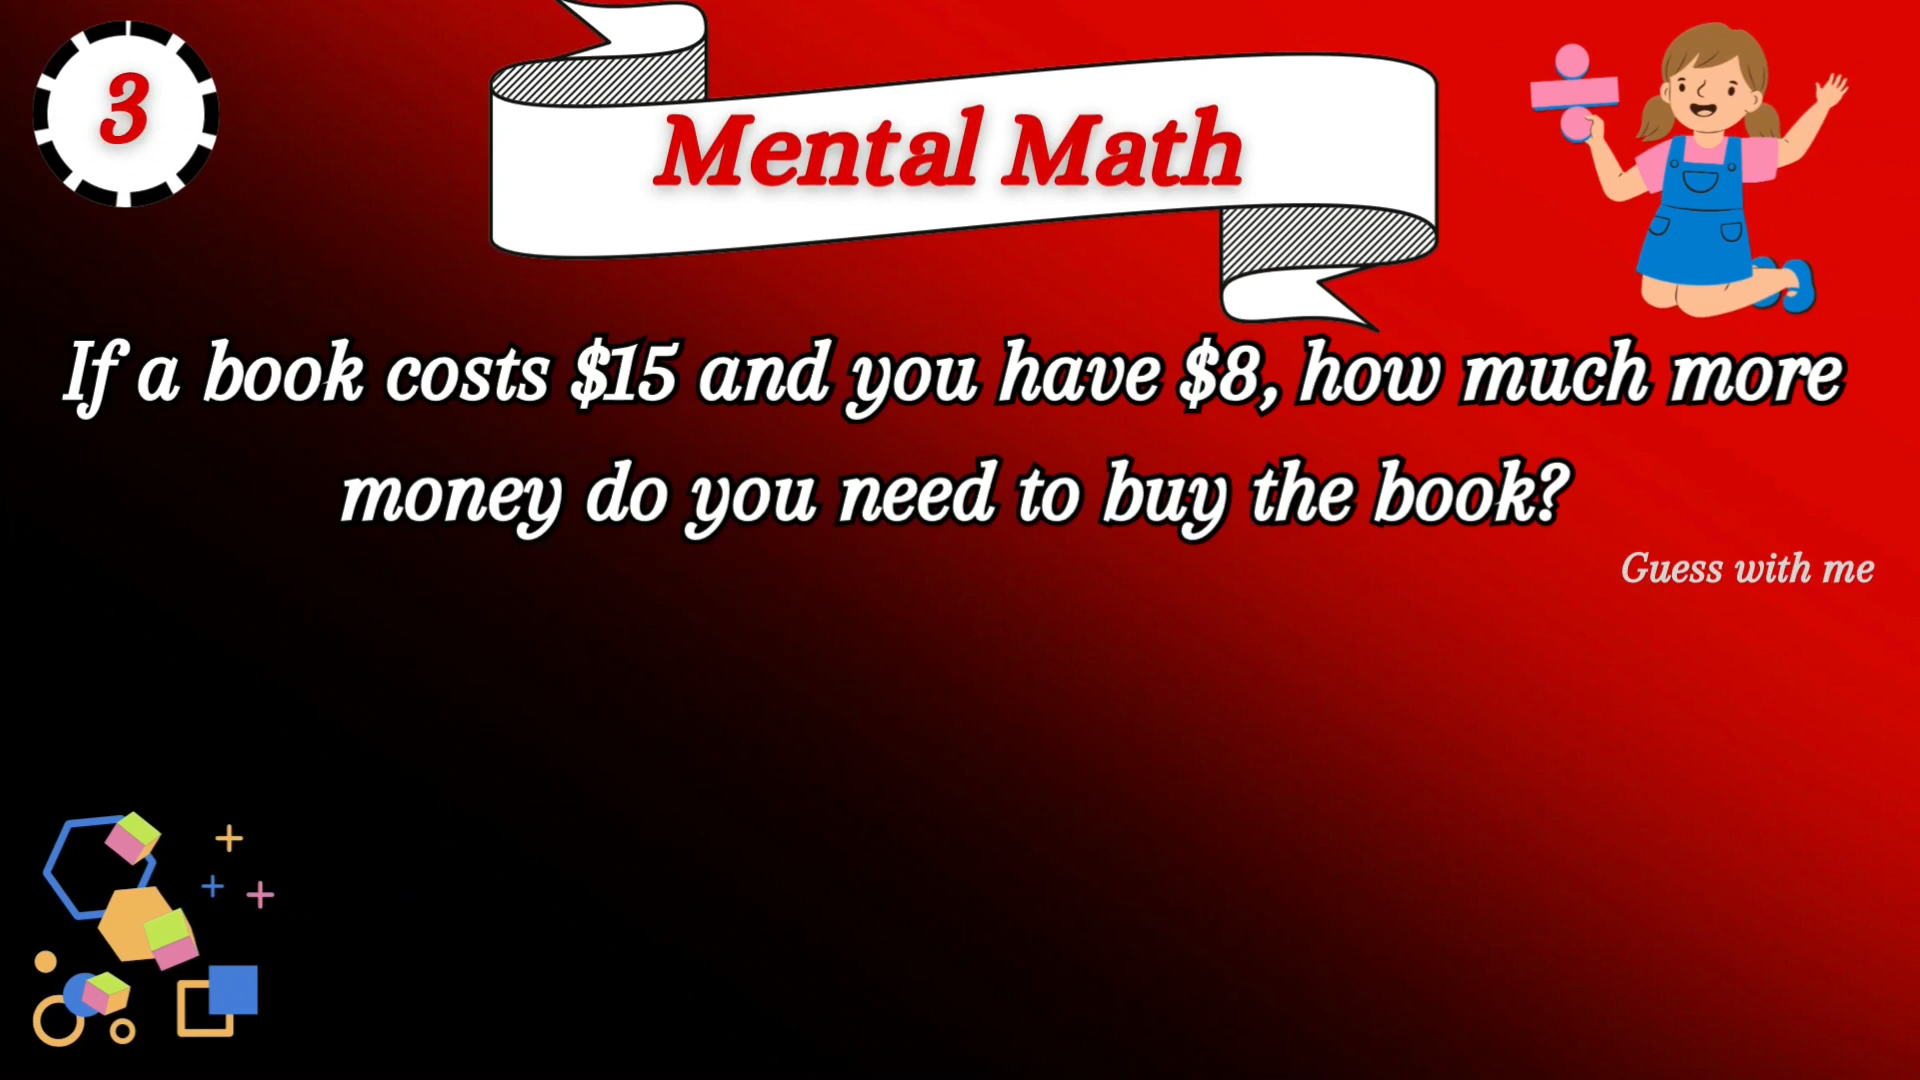 3
Mental Math
If a book costs $15 and you have $8, how much more
money do you need to buy the book?
Guess with me